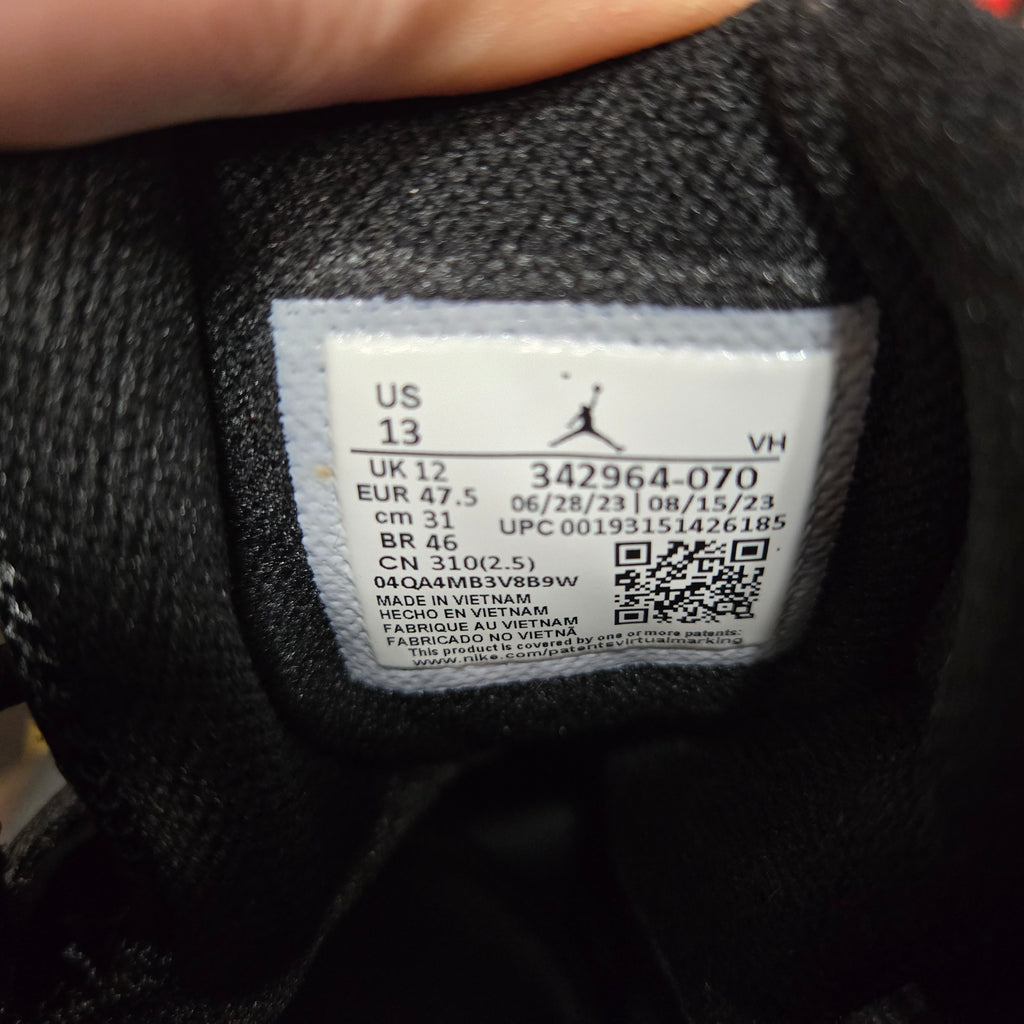 US
13
VH
UK 12
342964-070
EUR 47.5
06/28/23 | 08/15/23
cm 31
UPC 00193151426185
BR 46
CN 310(2.5)
04QA4MB3V8B9W
MADE IN VIETNAM
HECHO EN VIETNAM
FABRIQUE AU VIETNAM
FABRICADO NO VIETNÃ
This product is covered by one or more patents:
www.nike.com/patentsvirtualmarking